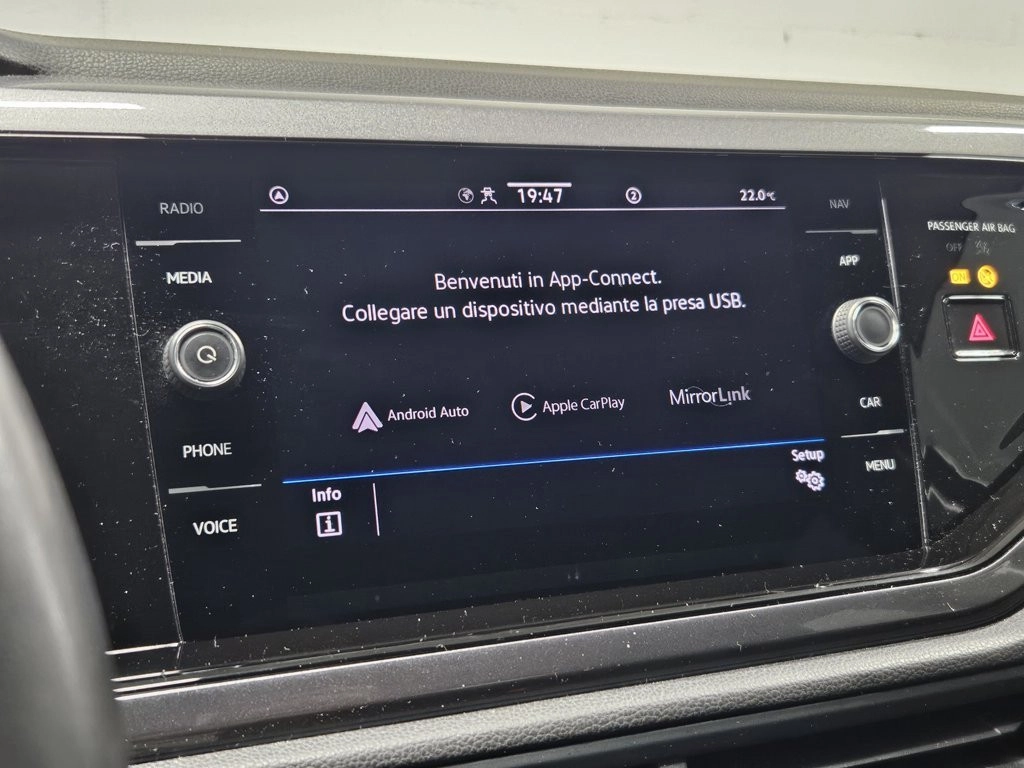 RADIO
MEDIA
PHONE
VOICE
19:47
2
22.0°C
Benvenuti in App-Connect.
Collegare un dispositivo mediante la presa USB.
Android Auto
Apple CarPlay
MirrorLink
Setup
Info
i
NAV
APP
CAR
MENU
PASSENGER AIR BAG
OFF
ON